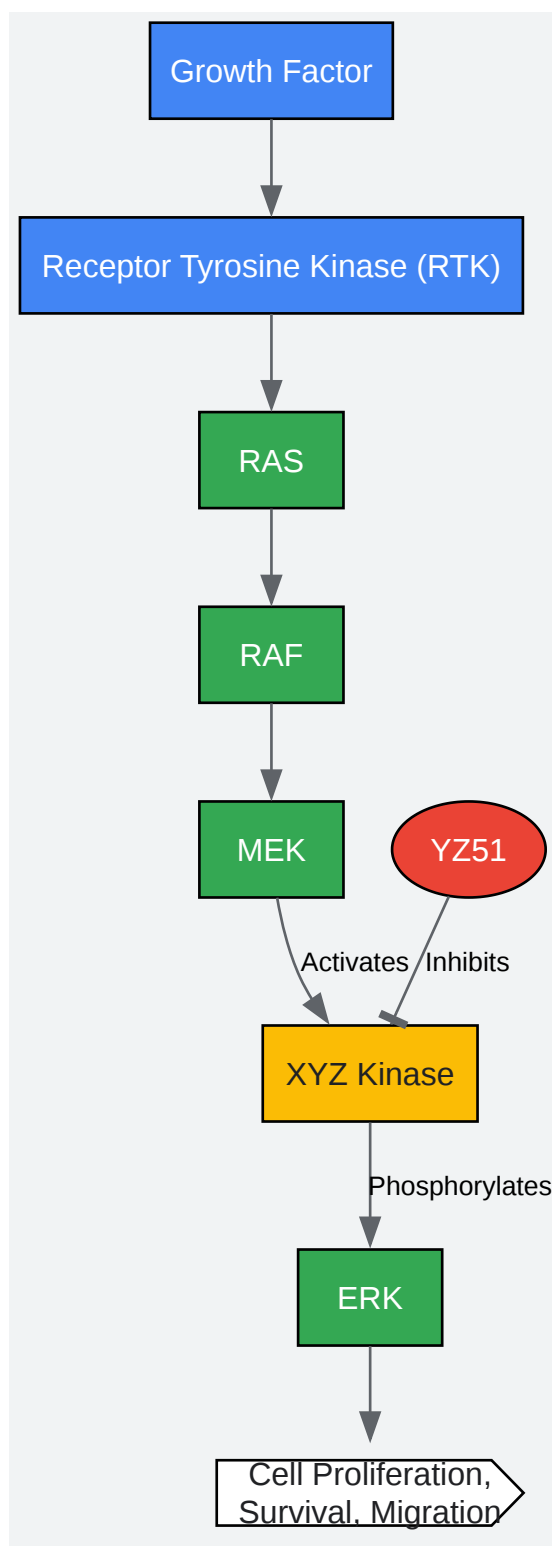 Growth Factor
Receptor Tyrosine Kinase (RTK)
RAS
RAF
MEK
YZ51
Activates
Inhibits
XYZ Kinase
Phosphorylates
ERK
Cell Proliferation,
Survival, Migration